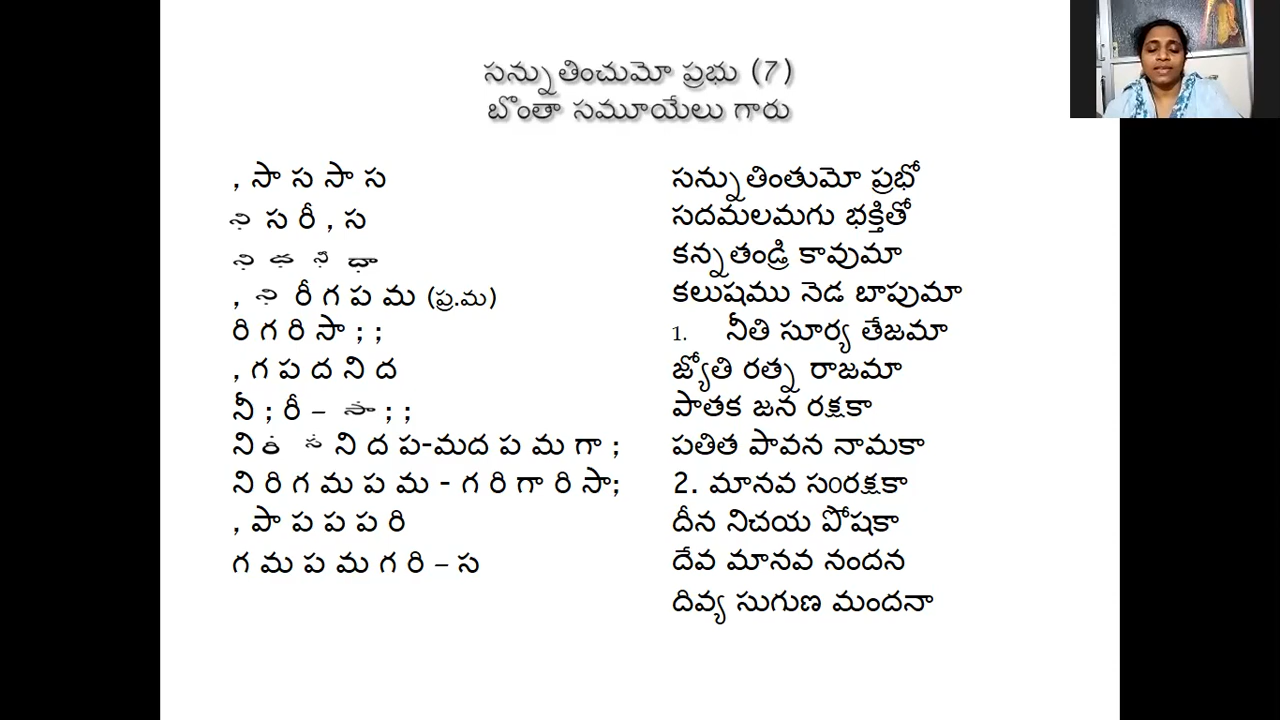 సన్నుతించుమో ప్రభు (7)
బొంతా సమూయేలు గారు
, సా స సా స
ని స రీ , స
ని ద ని ధా
, ని రీ గ ప మ (ప్ర.మ)
రి గ రి సా ; ;
, గ ప ద ని ద
నీ ; రీ – సా ; ;
ని రి స ని ద ప-మద ప మ గా ;
ని రి గ మ ప మ - గ రి గా రి సా;
, పా ప ప ప రి
గ మ ప మ గ రి – స
సన్నుతింతుమో ప్రభో
సదమలమగు భక్తితో
కన్నతండ్రి కావుమా
కలుషము నెడ బాపుమా
1. నీతి సూర్య తేజమా
జ్యోతి రత్న రాజమా
పాతక జన రక్షకా
పతిత పావన నామకా
2. మానవ సంరక్షకా
దీన నిచయ పోషకా
దేవ మానవ నందన
దివ్య సుగుణ మందనా